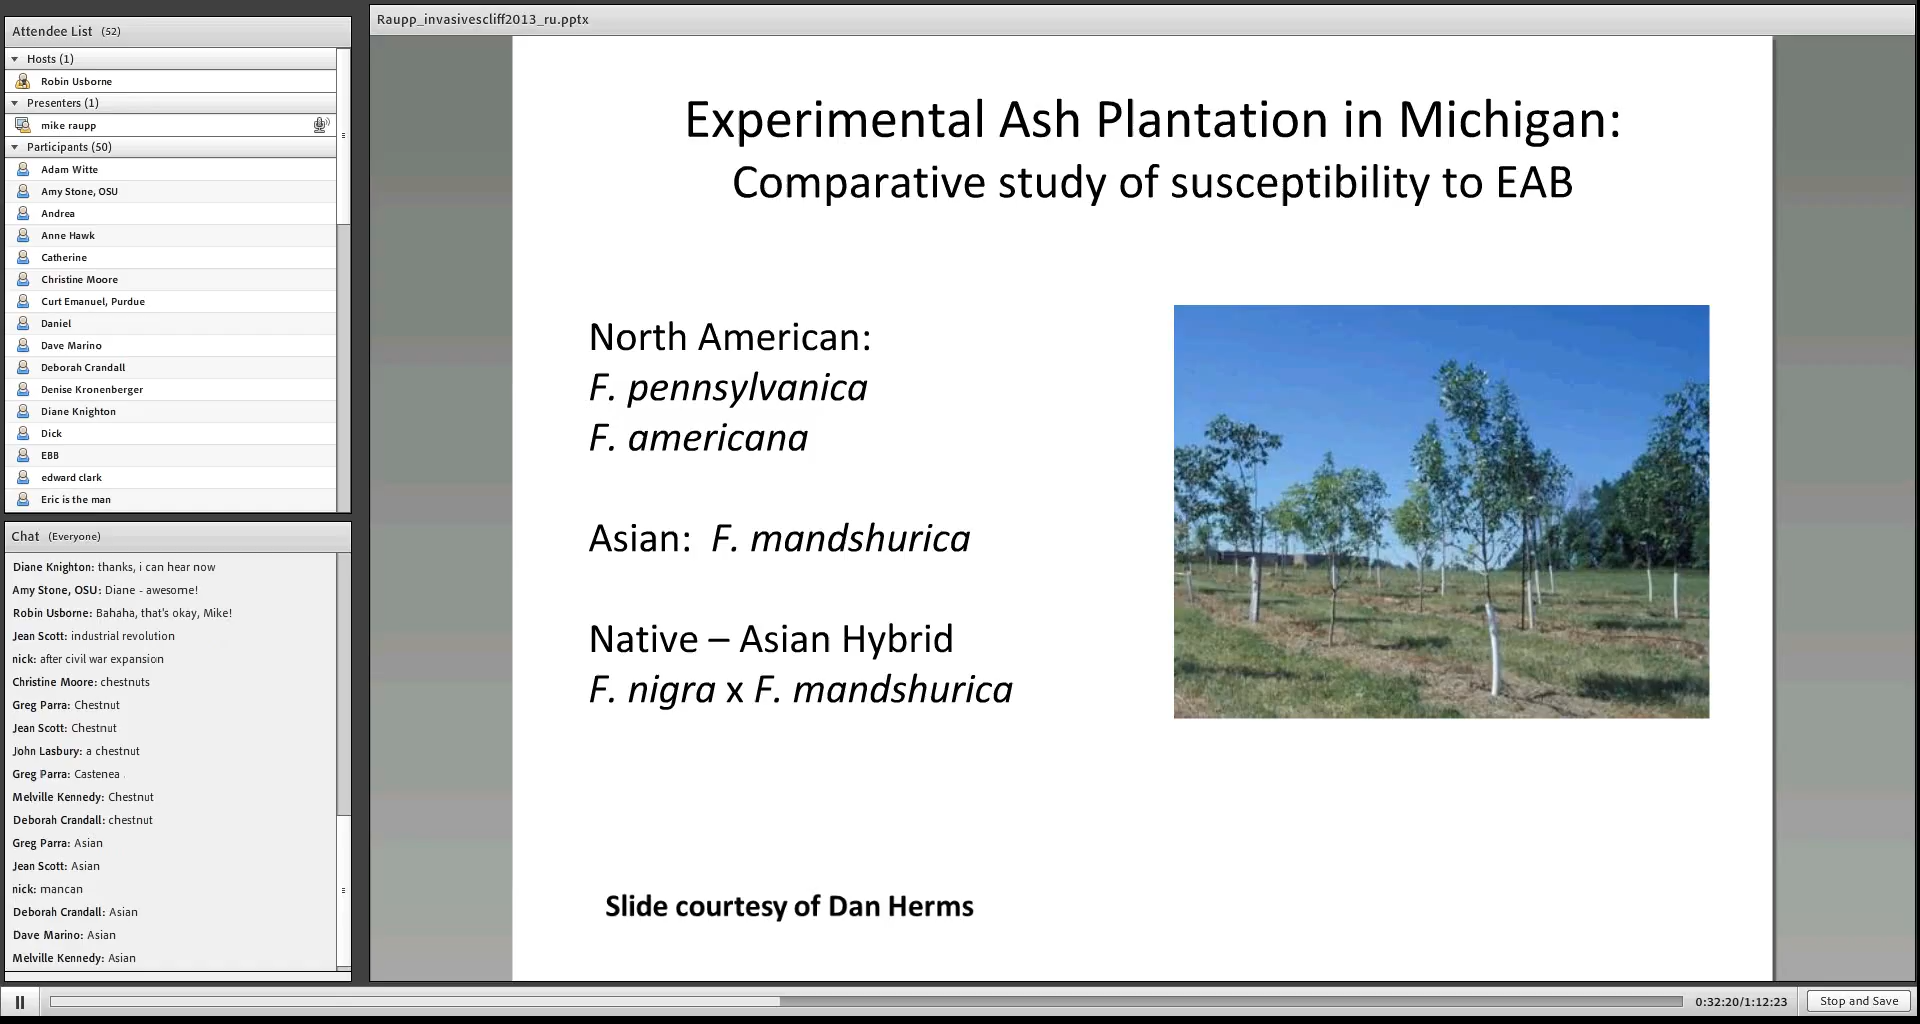 Attendee List (52)
Hosts (1)
Robin Usborne
Presenters (1)
mike raupp
Participants (50)
Adam Witte
Amy Stone, OSU
Andrea
Anne Hawk
Catherine
Christine Moore
Curt Emanuel, Purdue
Daniel
Dave Marino
Deborah Crandall
Denise Kronenberger
Diane Knighton
Dick
EBB
edward clark
Eric is the man
Chat (Everyone)
Diane Knighton: thanks, i can hear now
Amy Stone, OSU: Diane - awesome!
Robin Usborne: Bahaha, that's okay, Mike!
Jean Scott: industrial revolution
nick: after civil war expansion
Christine Moore: chestnuts
Greg Parra: Chestnut
Jean Scott: Chestnut
John Lasbury: a chestnut
Greg Parra: Castenea
Melville Kennedy: Chestnut
Deborah Crandall: chestnut
Greg Parra: Asian
Jean Scott: Asian
nick: mancan
Deborah Crandall: Asian
Dave Marino: Asian
Melville Kennedy: Asian
Raupp_invasivescliff2013_ru.pptx
Experimental Ash Plantation in Michigan:
Comparative study of susceptibility to EAB
North American:
F. pennsylvanica
F. americana
Asian: F. mandshurica
Native – Asian Hybrid
F. nigra x F. mandshurica
Slide courtesy of Dan Herms
0:32:20/1:12:23
Stop and Save